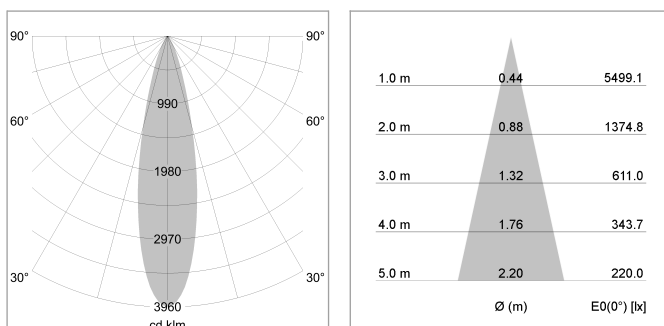 90° 90°
990
60° 60°
1980
2970
30° 30°
3960
cd klm
1.0 m 0.44 5499.1
2.0 m 0.88 1374.8
3.0 m 1.32 611.0
4.0 m 1.76 343.7
5.0 m 2.20 220.0
Ø (m) E0(0°) [lx]